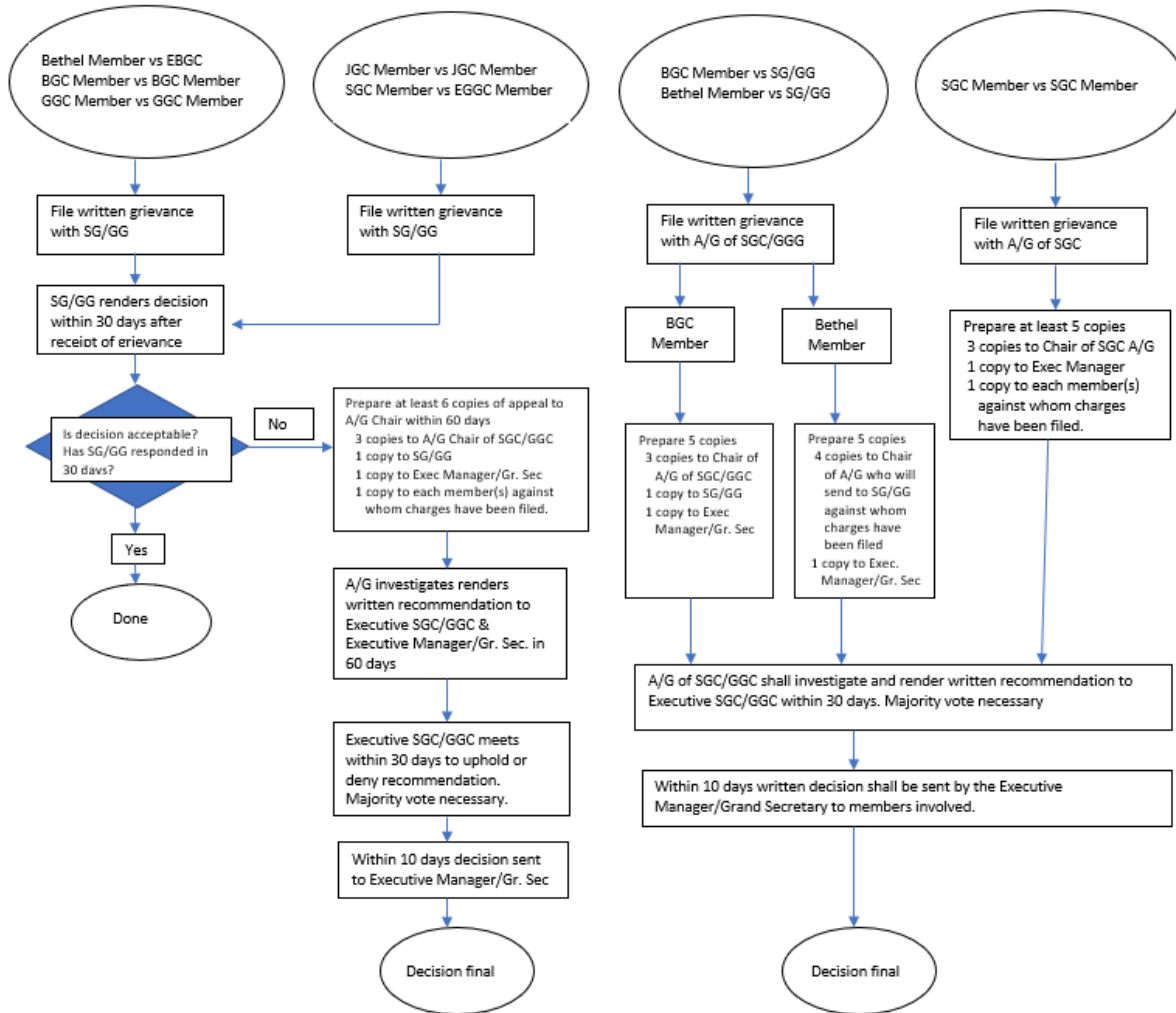 Bethel Member vs EBGC
BGC Member vs BGC Member
GGC Member vs GGC Member
File written grievance
with SG/GG
SG/GG renders decision
within 30 days after
receipt of grievance
Is decision acceptable?
Has SG/GG responded in
30 days?
No
Yes
Done
JGC Member vs JGC Member
SGC Member vs EGGC Member
File written grievance
with SG/GG
Prepare at least 6 copies of appeal to
A/G Chair within 60 days
3 copies to A/G Chair of SGC/GGC
1 copy to SG/GG
1 copy to Exec Manager/Gr. Sec
1 copy to each member(s) against
whom charges have been filed.
A/G investigates renders
written recommendation to
Executive SGC/GGC &
Executive Manager/Gr. Sec. in
60 days
Executive SGC/GGC meets
within 30 days to uphold or
deny recommendation.
Majority vote necessary.
Within 10 days decision sent
to Executive Manager/Gr. Sec
Decision final
BGC Member vs SG/GG
Bethel Member vs SG/GG
File written grievance
with A/G of SGC/GGG
BGC
Member
Prepare 5 copies
3 copies to Chair of
A/G of SGC/GGC
1 copy to SG/GG
1 copy to Exec
Manager/Gr. Sec
Bethel
Member
Prepare 5 copies
4 copies to Chair
of A/G who will
send to SG/GG
against whom
charges have
been filed
1 copy to Exec.
Manager/Gr. Sec
SGC Member vs SGC Member
File written grievance
with A/G of SGC
Prepare at least 5 copies
3 copies to Chair of SGC A/G
1 copy to Exec Manager
1 copy to each member(s)
against whom charges
have been filed.
A/G of SGC/GGC shall investigate and render written recommendation to
Executive SGC/GGC within 30 days. Majority vote necessary
Within 10 days written decision shall be sent by the Executive
Manager/Grand Secretary to members involved.
Decision final